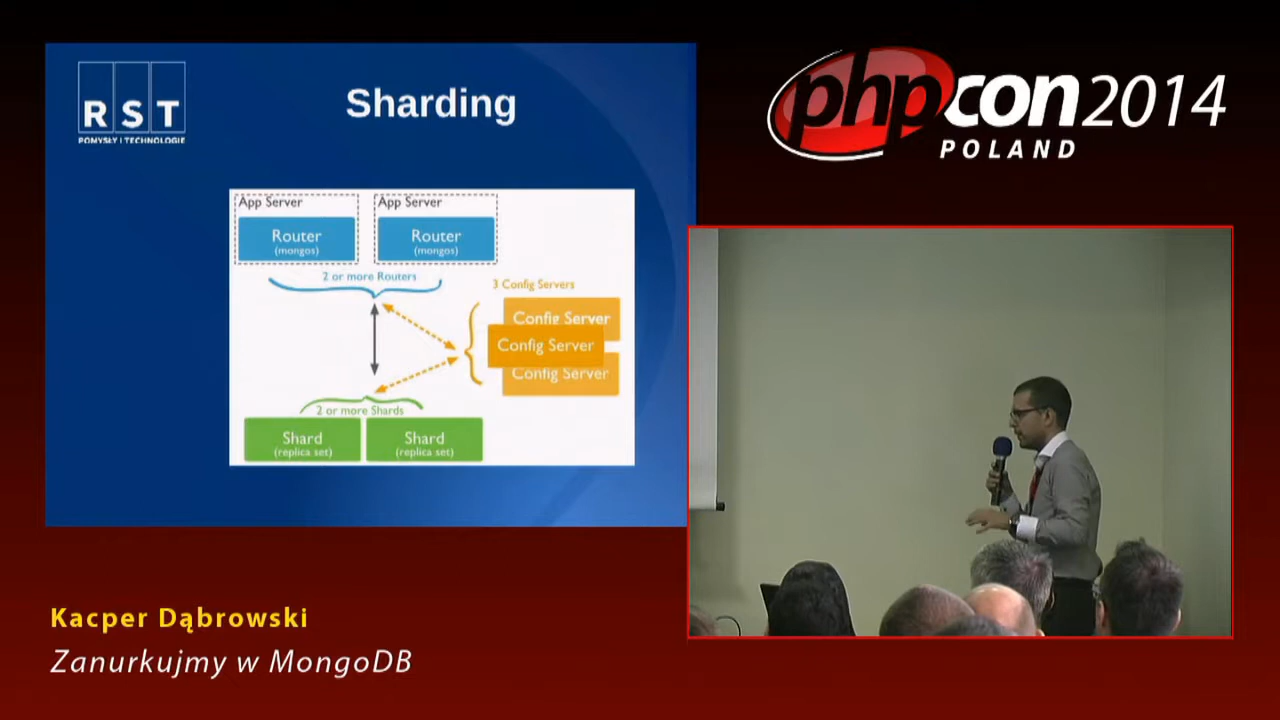 RST
POMYSŁY I TECHNOLOGIE
Sharding
App Server
App Server
Router
(mongos)
Router
(mongos)
2 or more Routers
3 Config Servers
Config Server
Config Server
Config Server
2 or more Shards
Shard
(replica set)
Shard
(replica set)
phpcon 2014
POLAND
Kacper Dąbrowski
Zanurkujmy w MongoDB